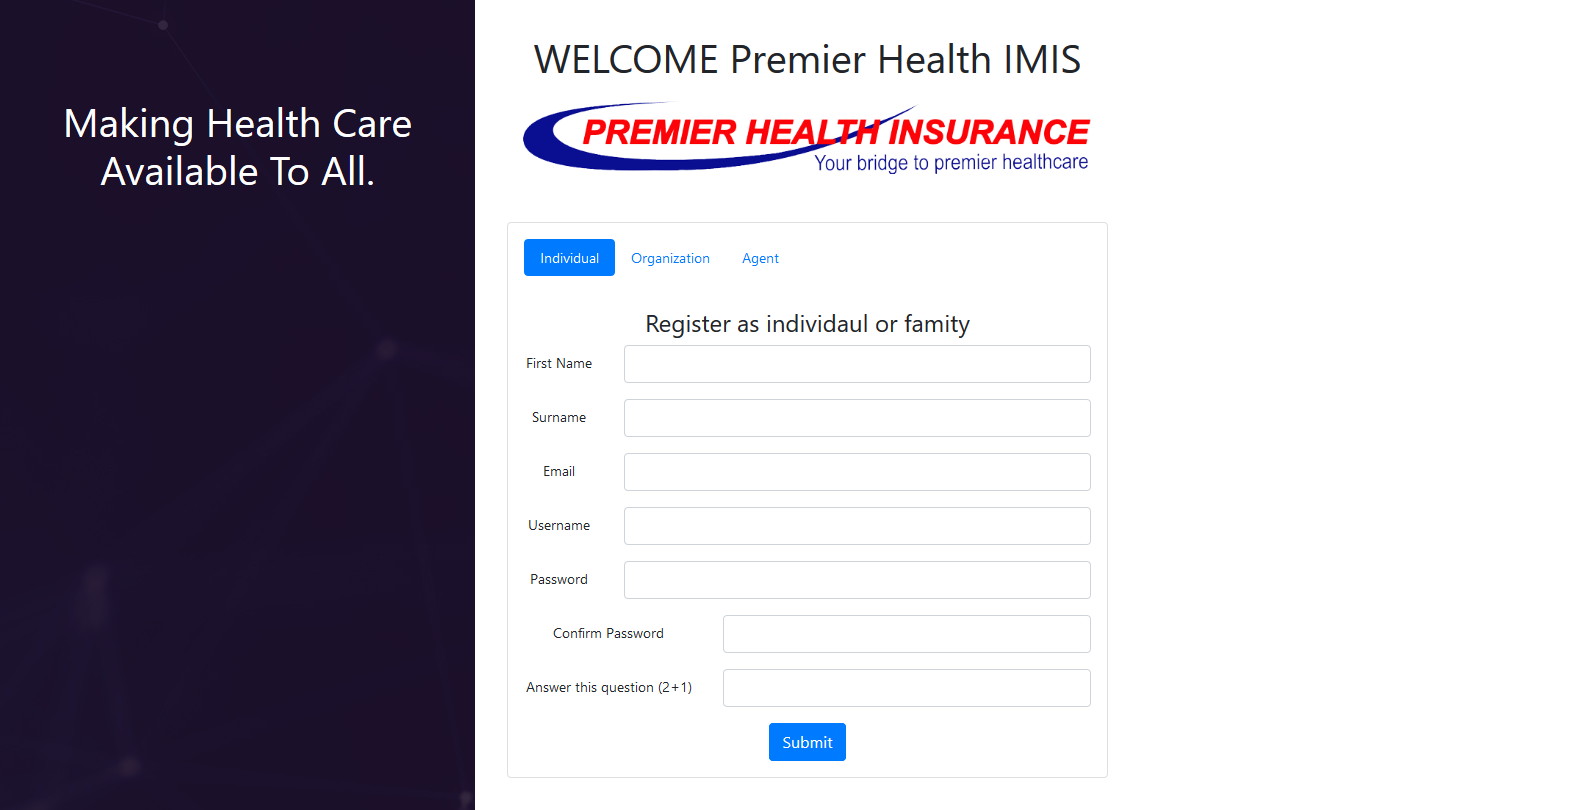 Making Health Care
Available To All.
WELCOME Premier Health IMIS
PREMIER HEALTH INSURANCE
Your bridge to premier healthcare
Individual Organization Agent
Register as individaul or famity
First Name
Surname
Email
Username
Password
Confirm Password
Answer this question (2+1)
Submit